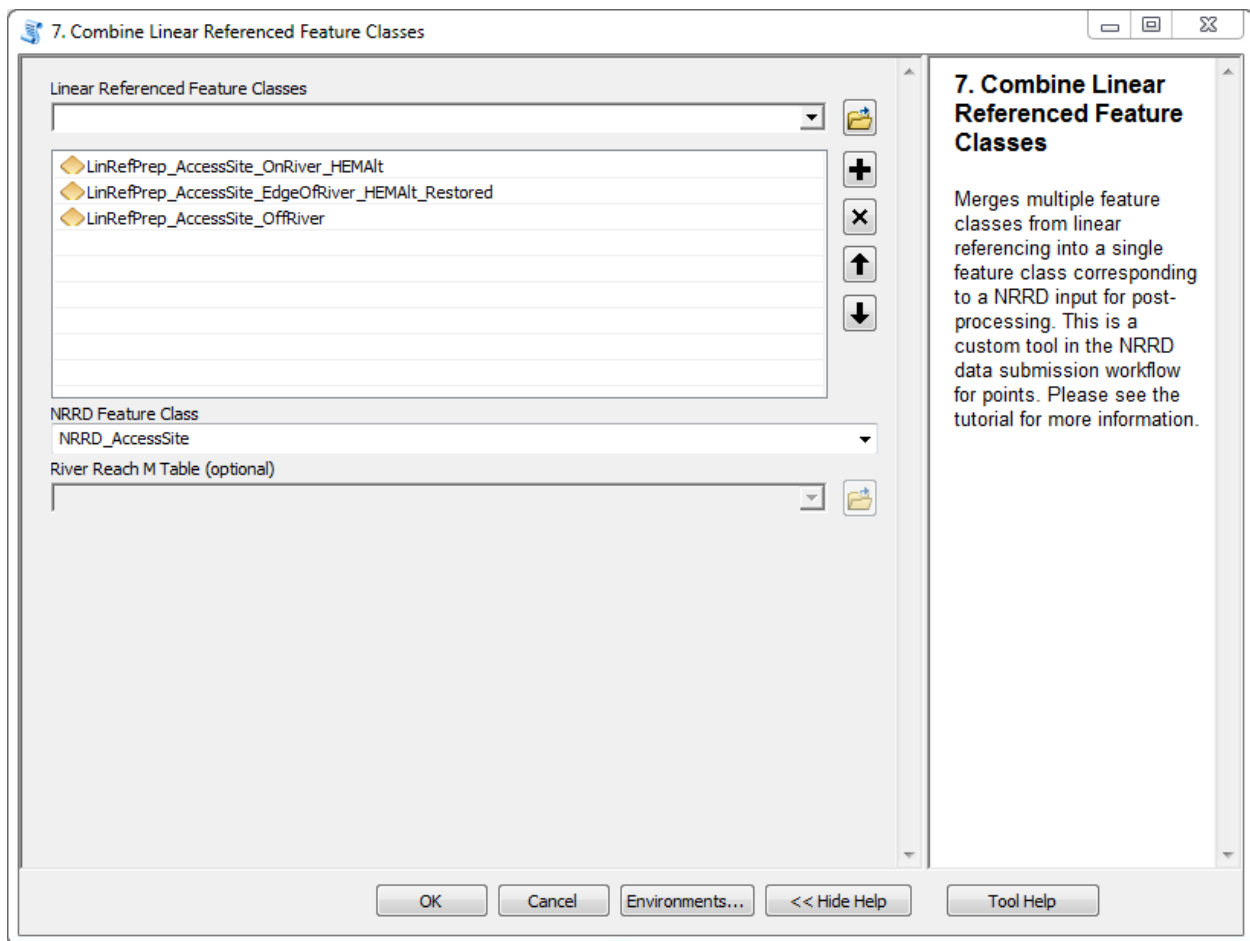 7. Combine Linear Referenced Feature Classes
Linear Referenced Feature Classes
LinRefPrep_AccessSite_OnRiver_HEMAlt
LinRefPrep_AccessSite_EdgeOfRiver_HEMAlt_Restored
LinRefPrep_AccessSite_OffRiver
NRRD Feature Class
NRRD_AccessSite
River Reach M Table (optional)
7. Combine Linear
Referenced Feature
Classes
Merges multiple feature
classes from linear
referencing into a single
feature class corresponding
to a NRRD input for post-
processing. This is a
custom tool in the NRRD
data submission workflow
for points. Please see the
tutorial for more information.
OK
Cancel
Environments...
<< Hide Help
Tool Help